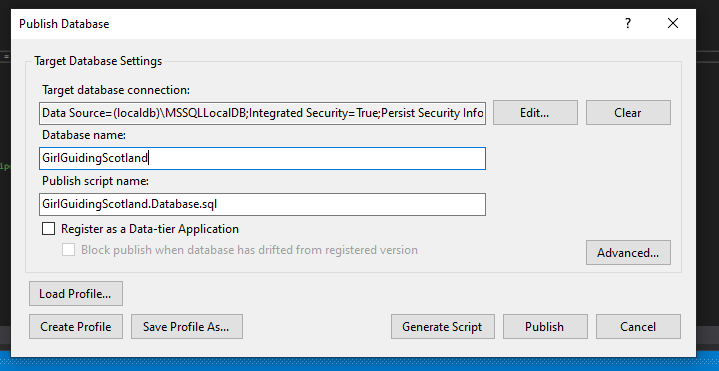 Publish Database
?
Target Database Settings
Target database connection:
Data Source=(localdb)\MSSQLLocalDB;Integrated Security=True;Persist Security Info
Edit...
Clear
Database name:
GirlGuidingScotland
Publish script name:
GirlGuidingScotland.Database.sql
Register as a Data-tier Application
Block publish when database has drifted from registered version
Advanced...
Load Profile...
Create Profile
Save Profile As...
Generate Script
Publish
Cancel